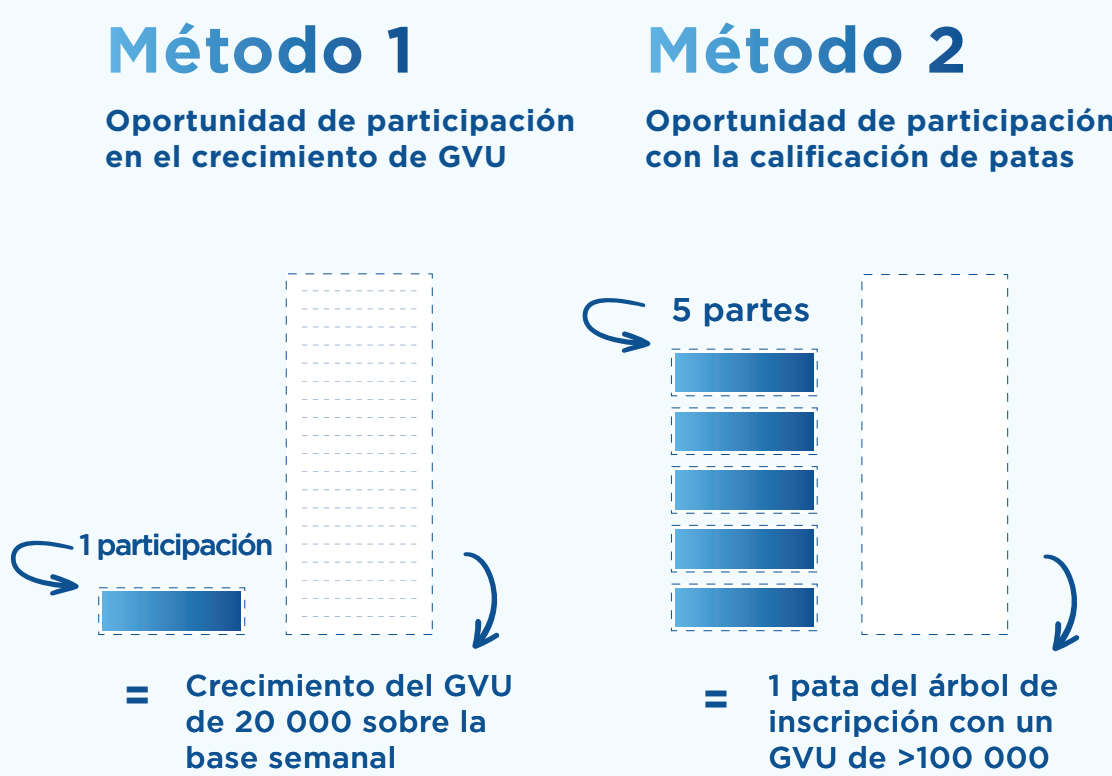 Método 1
Oportunidad de participación
en el crecimiento de GVU
1 participación
=
Crecimiento del GVU
de 20 000 sobre la
base semanal
Método 2
Oportunidad de participación
con la calificación de patas
5 partes
=
1 pata del árbol de
inscripción con un
GVU de >100 000